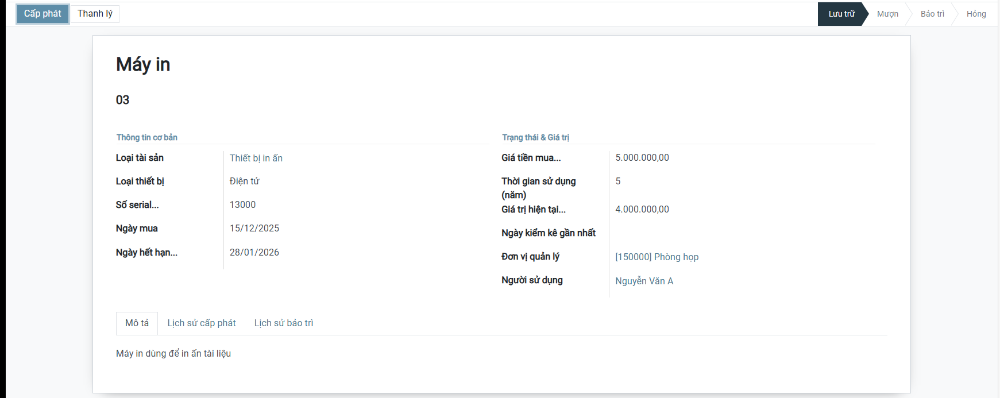 Cấp phát
Thanh lý
Lưu trữ
Mượn
Bảo trì
Hỏng
Máy in
03
Thông tin cơ bản
Loại tài sản
Thiết bị in ấn
Loại thiết bị
Điện tử
Số serial...
13000
Ngày mua
15/12/2025
Ngày hết hạn...
28/01/2026
Trạng thái & Giá trị
Giá tiền mua...
5.000.000,00
Thời gian sử dụng
(năm)
5
Giá trị hiện tại...
4.000.000,00
Ngày kiểm kê gần nhất
Đơn vị quản lý
[150000] Phòng họp
Người sử dụng
Nguyễn Văn A
Mô tả
Lịch sử cấp phát
Lịch sử bảo trì
Máy in dùng để in ấn tài liệu